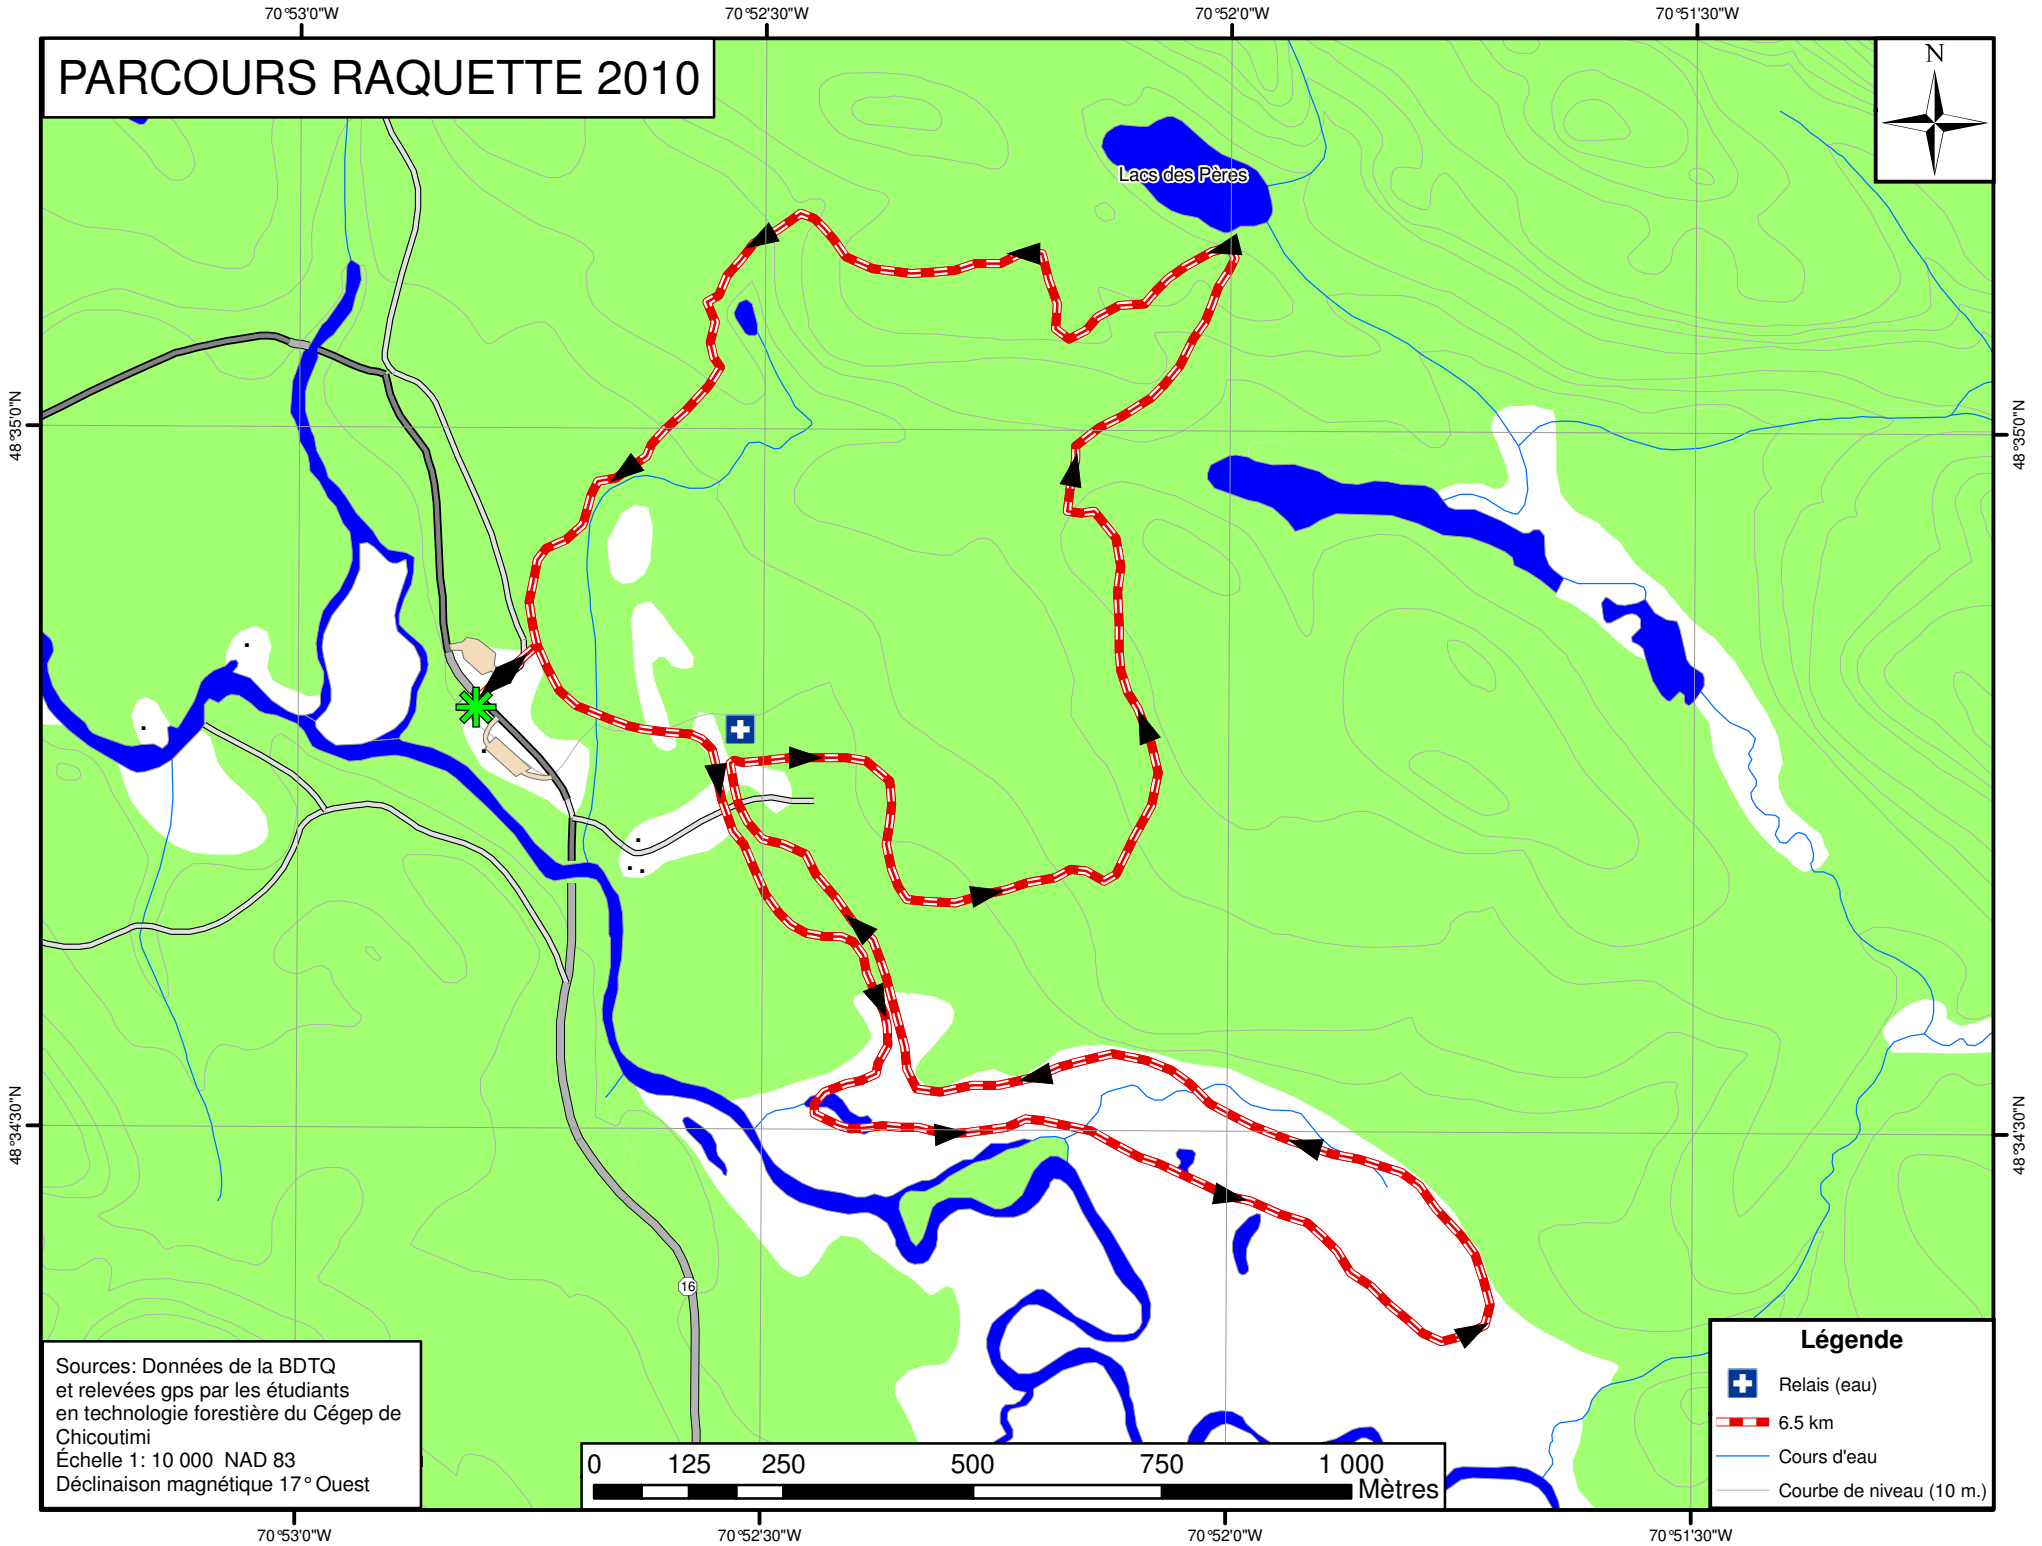 70°53'0"W
70°52'30"W
70°52'0"W
70°51'30"W
PARCOURS RAQUETTE 2010
N
Lacs des Pères
48°35'0"N
48°35'0"N
48°34'30"N
48°34'30"N
16
Sources: Données de la BDTQ
et relevées gps par les étudiants
en technologie forestière du Cégep de
Chicoutimi
Échelle 1: 10 000 NAD 83
Déclinaison magnétique 17° Ouest
0 125 250 500 750 1 000
Mètres
Légende
Relais (eau)
6.5 km
Cours d'eau
Courbe de niveau (10 m.)
70°53'0"W
70°52'30"W
70°52'0"W
70°51'30"W